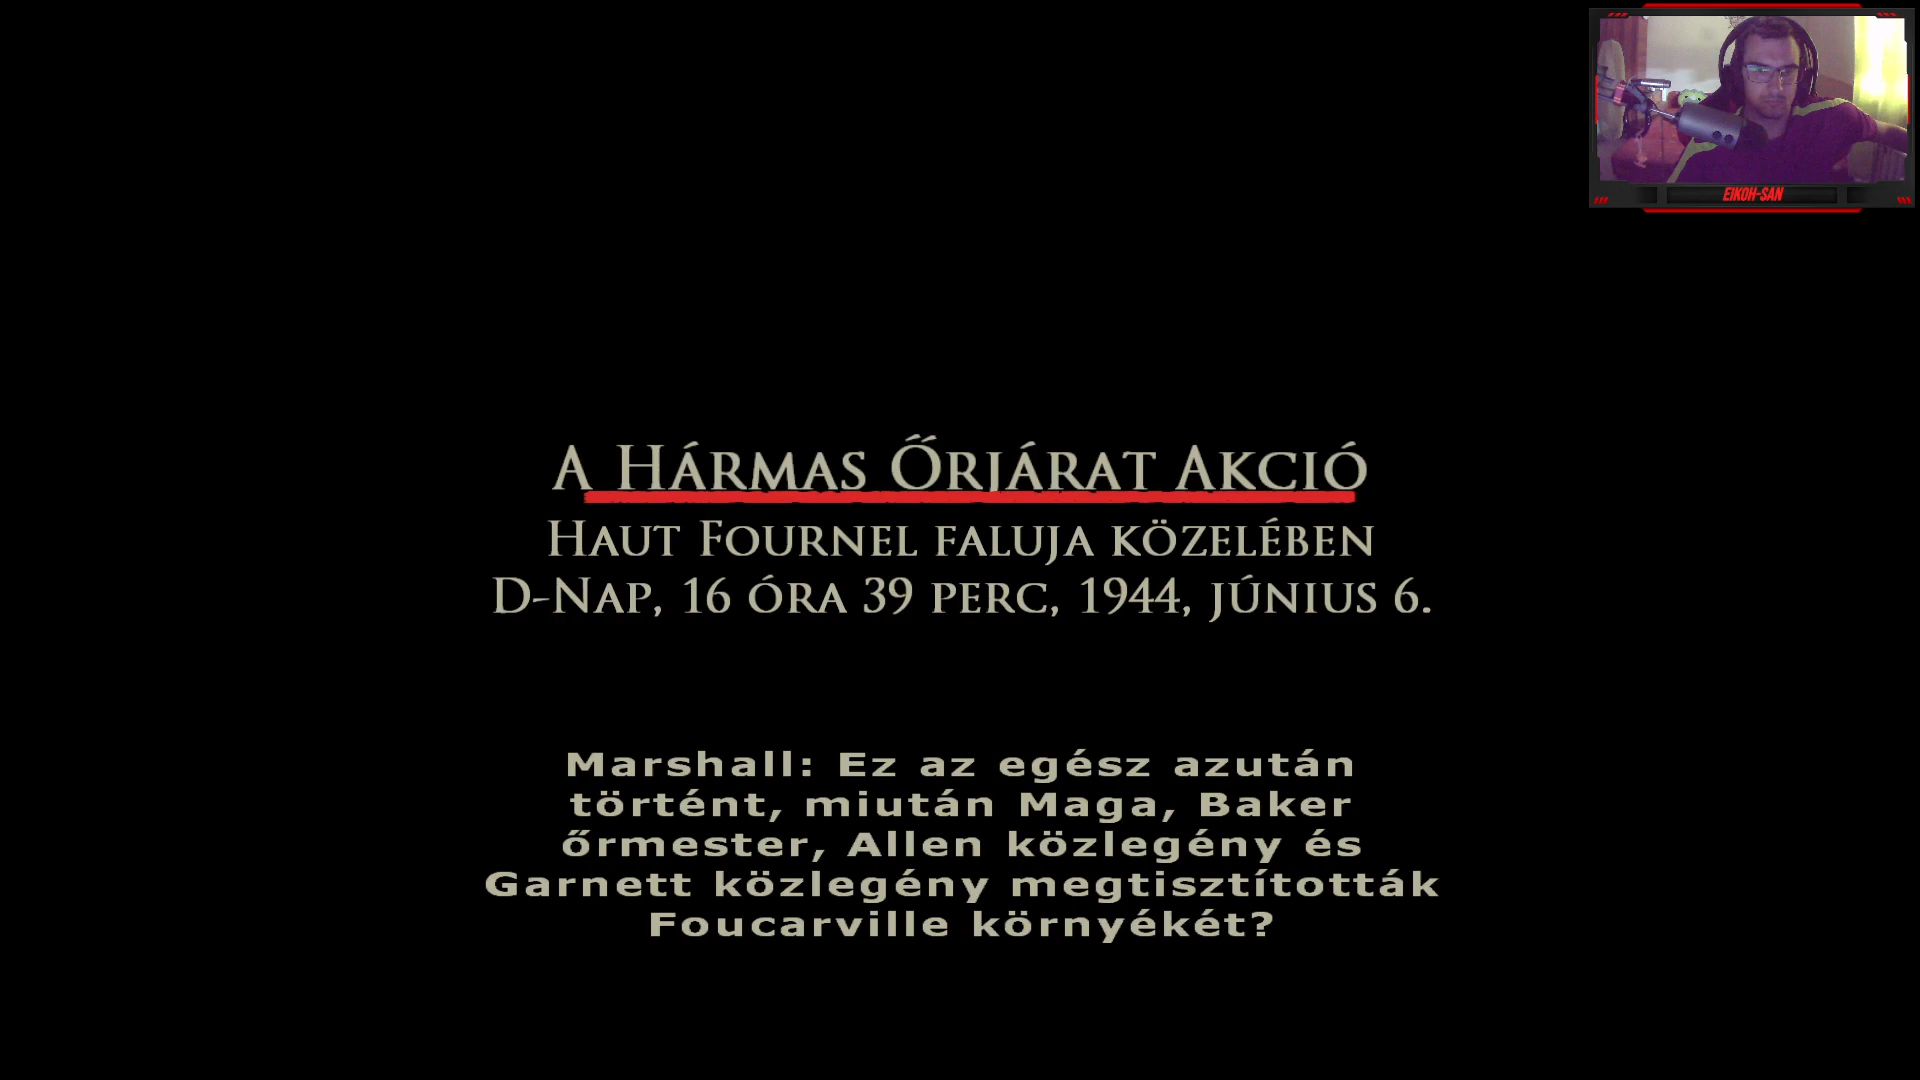 EIKOH-SAN
A Hármas Őrjárat Akció
Haut Fournel faluja közelében
D-Nap, 16 óra 39 perc, 1944, június 6.
Marshall: Ez az egész azután
történt, miután Maga, Baker
őrmester, Allen közlegény és
Garnett közlegény megtisztították
Foucarville környékét?